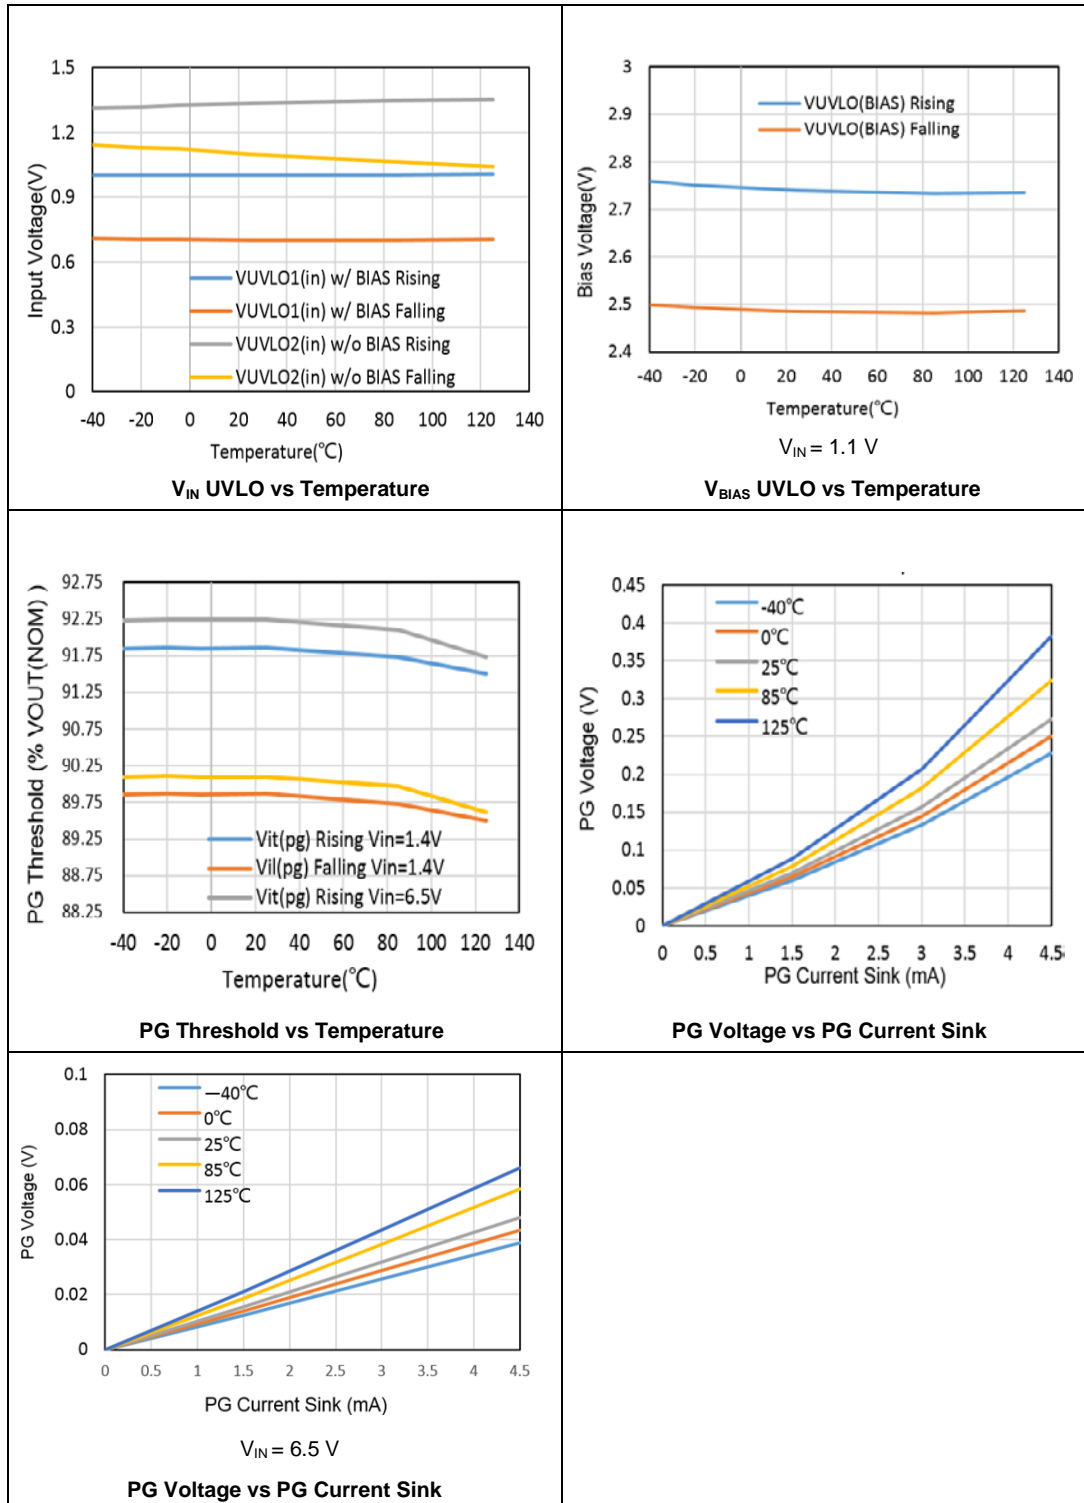 1.5
1.2
0.9
0.6
0.3
0
Input Voltage(V)
VUVLO1(in) w/ BIAS Rising
VUVLO1(in) w/ BIAS Falling
VUVLO2(in) w/o BIAS Rising
VUVLO2(in) w/o BIAS Falling
-40 -20 0 20 40 60 80 100 120 140
Temperature(℃)
VIN UVLO vs Temperature
3
2.9
2.8
2.7
2.6
2.5
2.4
Bias Voltage(V)
VUVLO(BIAS) Rising
VUVLO(BIAS) Falling
-40 -20 0 20 40 60 80 100 120 140
Temperature(℃)
VIN = 1.1 V
VBIAS UVLO vs Temperature
92.75
92.25
91.75
91.25
90.75
90.25
89.75
89.25
88.75
88.25
PG Threshold (% VOUT(NOM) )
Vit(pg) Rising Vin=1.4V
Vil(pg) Falling Vin=1.4V
Vit(pg) Rising Vin=6.5V
-40 -20 0 20 40 60 80 100 120 140
Temperature(℃)
PG Threshold vs Temperature
0.45
0.4
0.35
0.3
0.25
0.2
0.15
0.1
0.05
0
PG Voltage (V)
-40℃
0℃
25℃
85℃
125℃
0 0.5 1 1.5 2 2.5 3 3.5 4 4.5
PG Current Sink (mA)
PG Voltage vs PG Current Sink
0.1
0.08
0.06
0.04
0.02
0
PG Voltage (V)
—40℃
0℃
25℃
85℃
125℃
0 0.5 1 1.5 2 2.5 3 3.5 4 4.5
PG Current Sink (mA)
VIN = 6.5 V
PG Voltage vs PG Current Sink